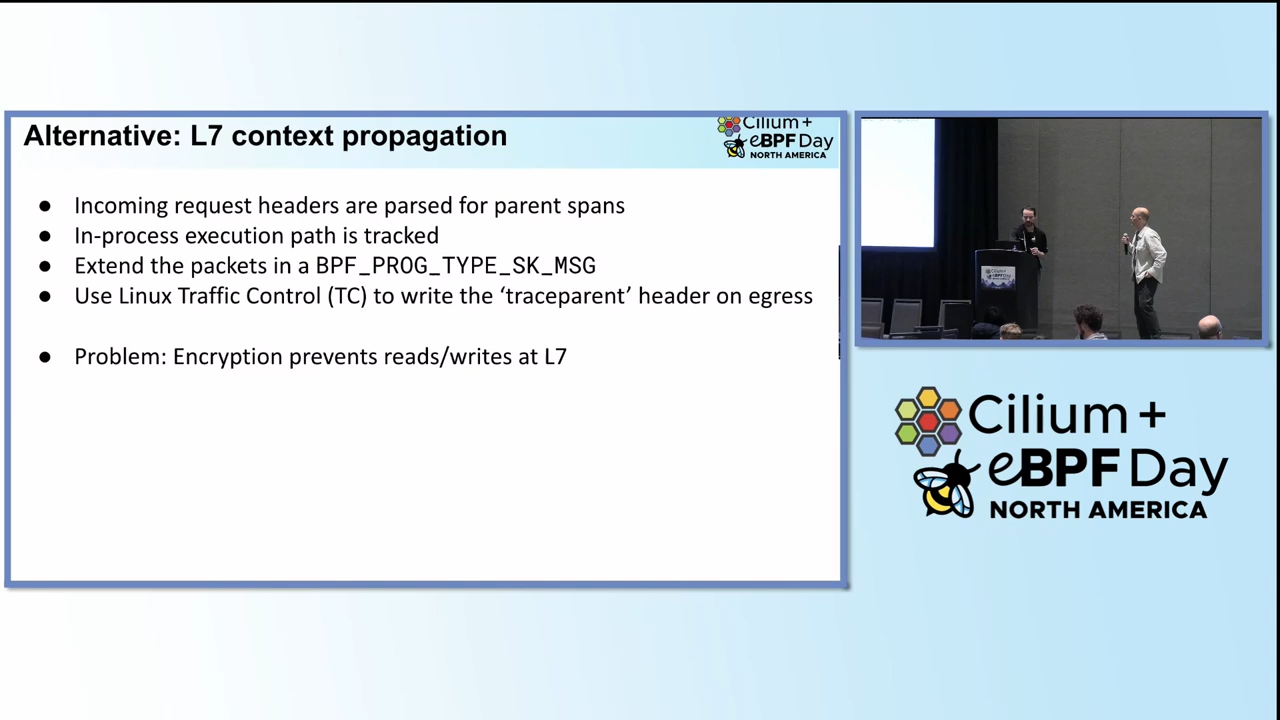 Alternative: L7 context propagation
Cilium +
eBPF Day
NORTH AMERICA
● Incoming request headers are parsed for parent spans
● In-process execution path is tracked
● Extend the packets in a BPF_PROG_TYPE_SK_MSG
● Use Linux Traffic Control (TC) to write the ‘traceparent’ header on egress
● Problem: Encryption prevents reads/writes at L7
Cilium +
eBPF Day
NORTH AMERICA